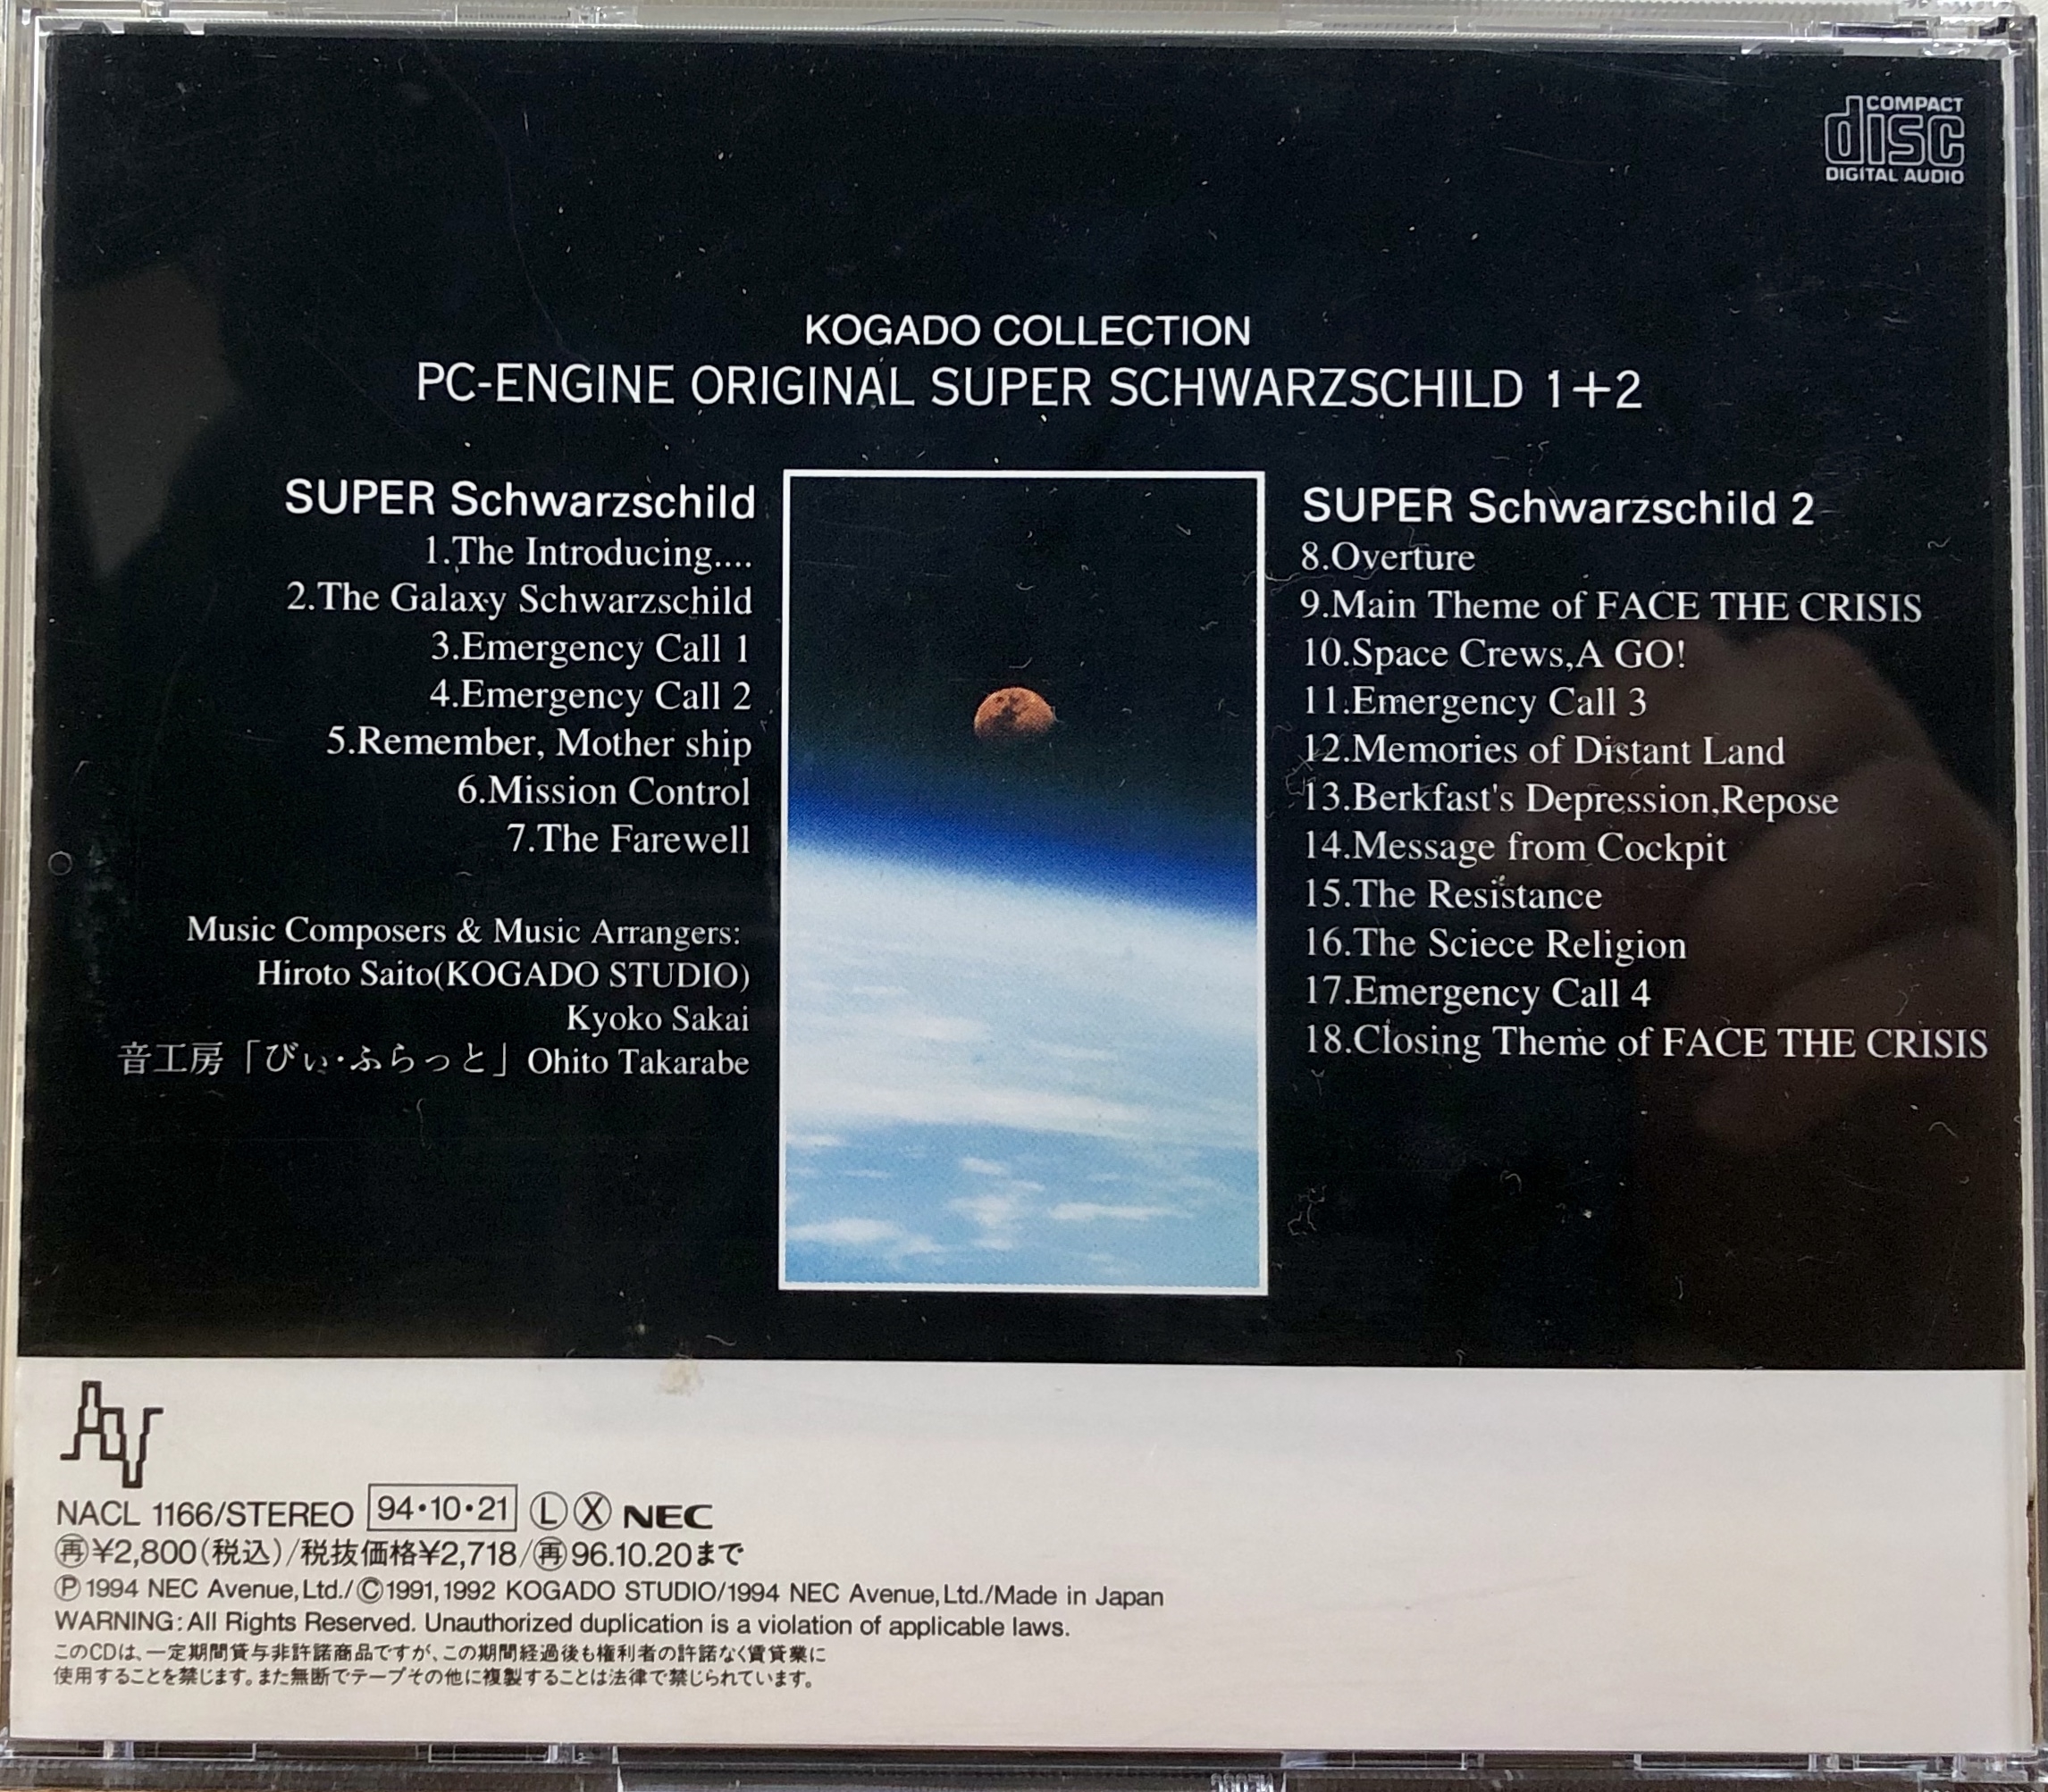 COMPACT
disc
DIGITAL AUDIO
KOGADO COLLECTION
PC-ENGINE ORIGINAL SUPER SCHWARZSCHILD 1+2
SUPER Schwarzschild
1.The Introducing....
2.The Galaxy Schwarzschild
3.Emergency Call 1
4.Emergency Call 2
5.Remember, Mother ship
6.Mission Control
7.The Farewell
Music Composers & Music Arrangers:
Hiroto Saito(KOGADO STUDIO)
Kyoko Sakai
音工房「びぃ・ふらっと」Ohito Takarabe
SUPER Schwarzschild 2
8.Overture
9.Main Theme of FACE THE CRISIS
10.Space Crews,A GO!
11.Emergency Call 3
12.Memories of Distant Land
13.Berkfast's Depression,Repose
14.Message from Cockpit
15.The Resistance
16.The Sciece Religion
17.Emergency Call 4
18.Closing Theme of FACE THE CRISIS
AV
NACL 1166/STEREO 94・10・21 Ⓛ Ⓧ NEC
㊞¥2,800(税込)/税抜価格¥2,718/再96.10.20まで
Ⓟ1994 NEC Avenue,Ltd./©1991,1992 KOGADO STUDIO/1994 NEC Avenue,Ltd./Made in Japan
WARNING:All Rights Reserved. Unauthorized duplication is a violation of applicable laws.
このCDは、一定期間貸与非許諾商品ですが、この期間経過後も権利者の許諾なく賃貸業に
使用することを禁じます。また無断でテープその他に複製することは法律で禁じられています。